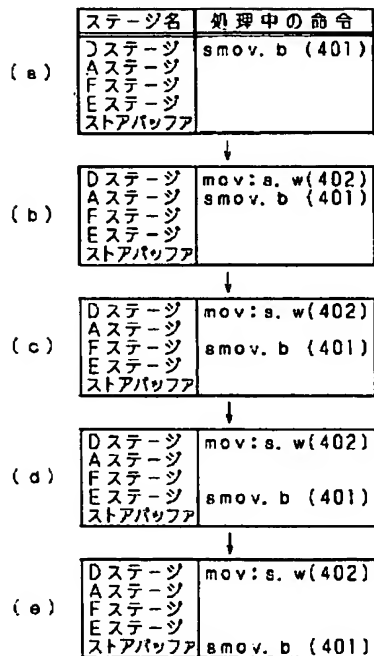 ステージ名 処理中の命令
(a)
Dステージ smov.b (401)
Aステージ
Fステージ
Eステージ
ストアバッファ
↓
(b)
Dステージ mov:s.w(402)
Aステージ smov.b (401)
Fステージ
Eステージ
ストアバッファ
↓
(c)
Dステージ mov:s.w(402)
Aステージ
Fステージ smov.b (401)
Eステージ
ストアバッファ
↓
(d)
Dステージ mov:s.w(402)
Aステージ
Fステージ
Eステージ smov.b (401)
ストアバッファ
↓
(e)
Dステージ mov:s.w(402)
Aステージ
Fステージ
Eステージ
ストアバッファ smov.b (401)